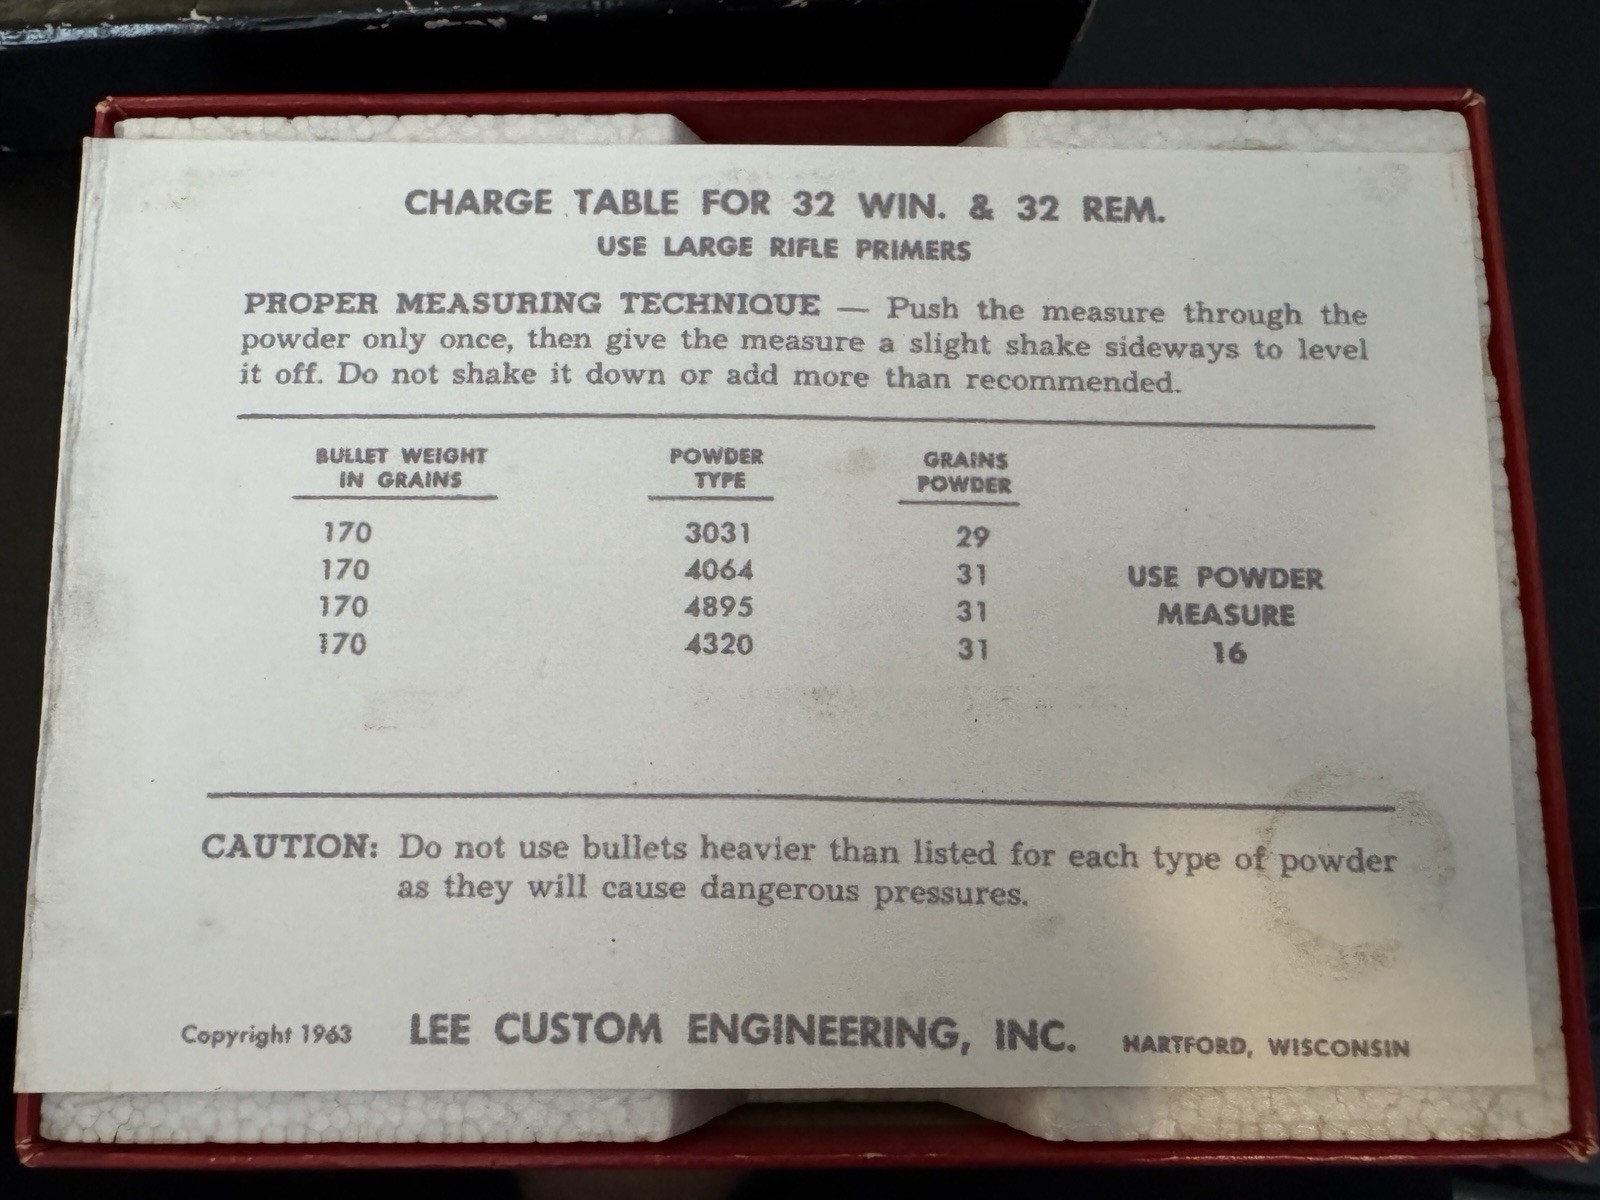 CHARGE TABLE FOR 32 WIN. & 32 REM.
USE LARGE RIFLE PRIMERS
PROPER MEASURING TECHNIQUE — Push the measure through the
powder only once, then give the measure a slight shake sideways to level
it off. Do not shake it down or add more than recommended.
BULLET WEIGHT IN GRAINS POWDER TYPE GRAINS POWDER
170 3031 29
170 4064 31
170 4895 31
170 4320 31
USE POWDER
MEASURE
16
CAUTION: Do not use bullets heavier than listed for each type of powder
as they will cause dangerous pressures.
Copyright 1963 LEE CUSTOM ENGINEERING, INC. HARTFORD, WISCONSIN